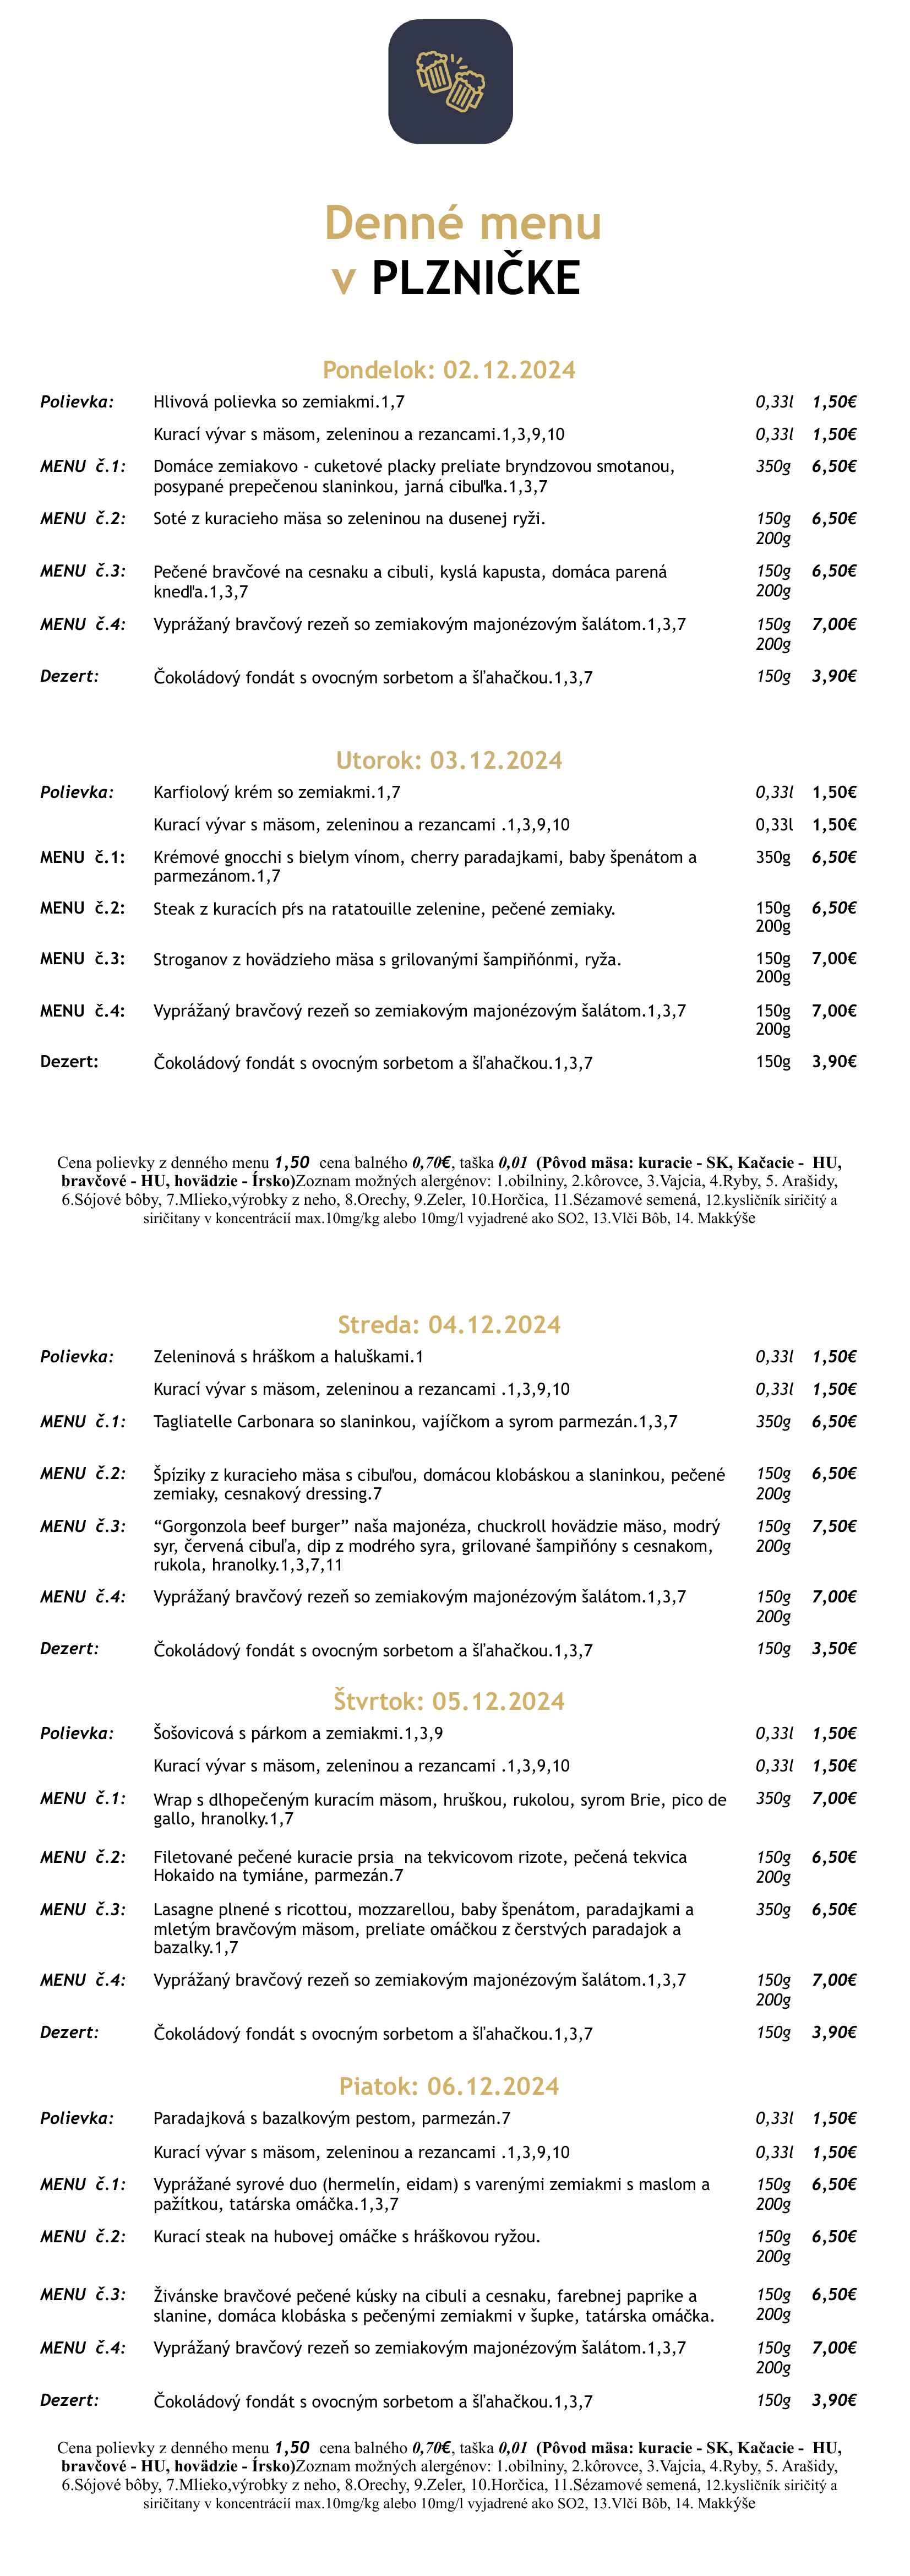 Denné menu
v PLZNIČKE
Pondelok: 02.12.2024
Polievka: Hlivová polievka so zemiakmi.1,7 0,33l 1,50€
Kurací vývar s mäsom, zeleninou a rezancami.1,3,9,10 0,33l 1,50€
MENU č.1: Domáce zemiakovo - cuketové placky preliate bryndzovou smotanou, 350g 6,50€
posypané prepečenou slaninkou, jarná cibuľka.1,3,7
MENU č.2: Soté z kuracieho mäsa so zeleninou na dusenej ryži. 150g 6,50€
200g
MENU č.3: Pečené bravčové na cesnaku a cibuli, kyslá kapusta, domáca parená 150g 6,50€
knedľa.1,3,7 200g
MENU č.4: Vyprážaný bravčový rezeň so zemiakovým majonézovým šalátom.1,3,7 150g 7,00€
200g
Dezert: Čokoládový fondát s ovocným sorbetom a šľahačkou.1,3,7 150g 3,90€
Utorok: 03.12.2024
Polievka: Karfiolový krém so zemiakmi.1,7 0,33l 1,50€
Kurací vývar s mäsom, zeleninou a rezancami .1,3,9,10 0,33l 1,50€
MENU č.1: Krémové gnocchi s bielym vínom, cherry paradajkami, baby špenátom a 350g 6,50€
parmezánom.1,7
MENU č.2: Steak z kuracích pŕs na ratatouille zelenine, pečené zemiaky. 150g 6,50€
200g
MENU č.3: Stroganov z hovädzieho mäsa s grilovanými šampiňónmi, ryža. 150g 7,00€
200g
MENU č.4: Vyprážaný bravčový rezeň so zemiakovým majonézovým šalátom.1,3,7 150g 7,00€
200g
Dezert: Čokoládový fondát s ovocným sorbetom a šľahačkou.1,3,7 150g 3,90€
Cena polievky z denného menu 1,50 cena balného 0,70€, taška 0,01 (Pôvod mäsa: kuracie - SK, Kačacie - HU,
bravčové - HU, hovädzie - Írsko)Zoznam možných alergénov: 1.obilniny, 2.kôrovce, 3.Vajcia, 4.Ryby, 5. Arašidy,
6.Sójové bôby, 7.Mlieko,výrobky z neho, 8.Orechy, 9.Zeler, 10.Horčica, 11.Sézamové semená, 12.kysličník siričitý a
siričitany v koncentrácií max.10mg/kg alebo 10mg/l vyjadrené ako SO2, 13.Vlči Bôb, 14. Makkýše
Streda: 04.12.2024
Polievka: Zeleninová s hráškom a haluškami.1 0,33l 1,50€
Kurací vývar s mäsom, zeleninou a rezancami .1,3,9,10 0,33l 1,50€
MENU č.1: Tagliatelle Carbonara so slaninkou, vajíčkom a syrom parmezán.1,3,7 350g 6,50€
MENU č.2: Špíziky z kuracieho mäsa s cibuľou, domácou klobáskou a slaninkou, pečené 150g 6,50€
zemiaky, cesnakový dressing.7 200g
MENU č.3: “Gorgonzola beef burger” naša majonéza, chuckroll hovädzie mäso, modrý 150g 7,50€
syr, červená cibuľa, dip z modrého syra, grilované šampiňóny s cesnakom, 200g
rukola, hranolky.1,3,7,11
MENU č.4: Vyprážaný bravčový rezeň so zemiakovým majonézovým šalátom.1,3,7 150g 7,00€
200g
Dezert: Čokoládový fondát s ovocným sorbetom a šľahačkou.1,3,7 150g 3,50€
Štvrtok: 05.12.2024
Polievka: Šošovicová s párkom a zemiakmi.1,3,9 0,33l 1,50€
Kurací vývar s mäsom, zeleninou a rezancami .1,3,9,10 0,33l 1,50€
MENU č.1: Wrap s dlhopečeným kuracím mäsom, hruškou, rukolou, syrom Brie, pico de 350g 7,00€
gallo, hranolky.1,7
MENU č.2: Filetované pečené kuracie prsia na tekvicovom rizote, pečená tekvica 150g 6,50€
Hokaido na tymiáne, parmezán.7 200g
MENU č.3: Lasagne plnené s ricottou, mozzarellou, baby špenátom, paradajkami a 350g 6,50€
mletým bravčovým mäsom, preliate omáčkou z čerstvých paradajok a
bazalky.1,7
MENU č.4: Vyprážaný bravčový rezeň so zemiakovým majonézovým šalátom.1,3,7 150g 7,00€
200g
Dezert: Čokoládový fondát s ovocným sorbetom a šľahačkou.1,3,7 150g 3,90€
Piatok: 06.12.2024
Polievka: Paradajková s bazalkovým pestom, parmezán.7 0,33l 1,50€
Kurací vývar s mäsom, zeleninou a rezancami .1,3,9,10 0,33l 1,50€
MENU č.1: Vyprážané syrové duo (hermelín, eidam) s varenými zemiakmi s maslom a 150g 6,50€
pažítkou, tatárska omáčka.1,3,7 200g
MENU č.2: Kurací steak na hubovej omáčke s hráškovou ryžou. 150g 6,50€
200g
MENU č.3: Živánske bravčové pečené kúsky na cibuli a cesnaku, farebnej paprike a 150g 6,50€
slanine, domáca klobáska s pečenými zemiakmi v šupke, tatárska omáčka. 200g
MENU č.4: Vyprážaný bravčový rezeň so zemiakovým majonézovým šalátom.1,3,7 150g 7,00€
200g
Dezert: Čokoládový fondát s ovocným sorbetom a šľahačkou.1,3,7 150g 3,90€
Cena polievky z denného menu 1,50 cena balného 0,70€, taška 0,01 (Pôvod mäsa: kuracie - SK, Kačacie - HU,
bravčové - HU, hovädzie - Írsko)Zoznam možných alergénov: 1.obilniny, 2.kôrovce, 3.Vajcia, 4.Ryby, 5. Arašidy,
6.Sójové bôby, 7.Mlieko,výrobky z neho, 8.Orechy, 9.Zeler, 10.Horčica, 11.Sézamové semená, 12.kysličník siričitý a
siričitany v koncentrácií max.10mg/kg alebo 10mg/l vyjadrené ako SO2, 13.Vlči Bôb, 14. Makkýše